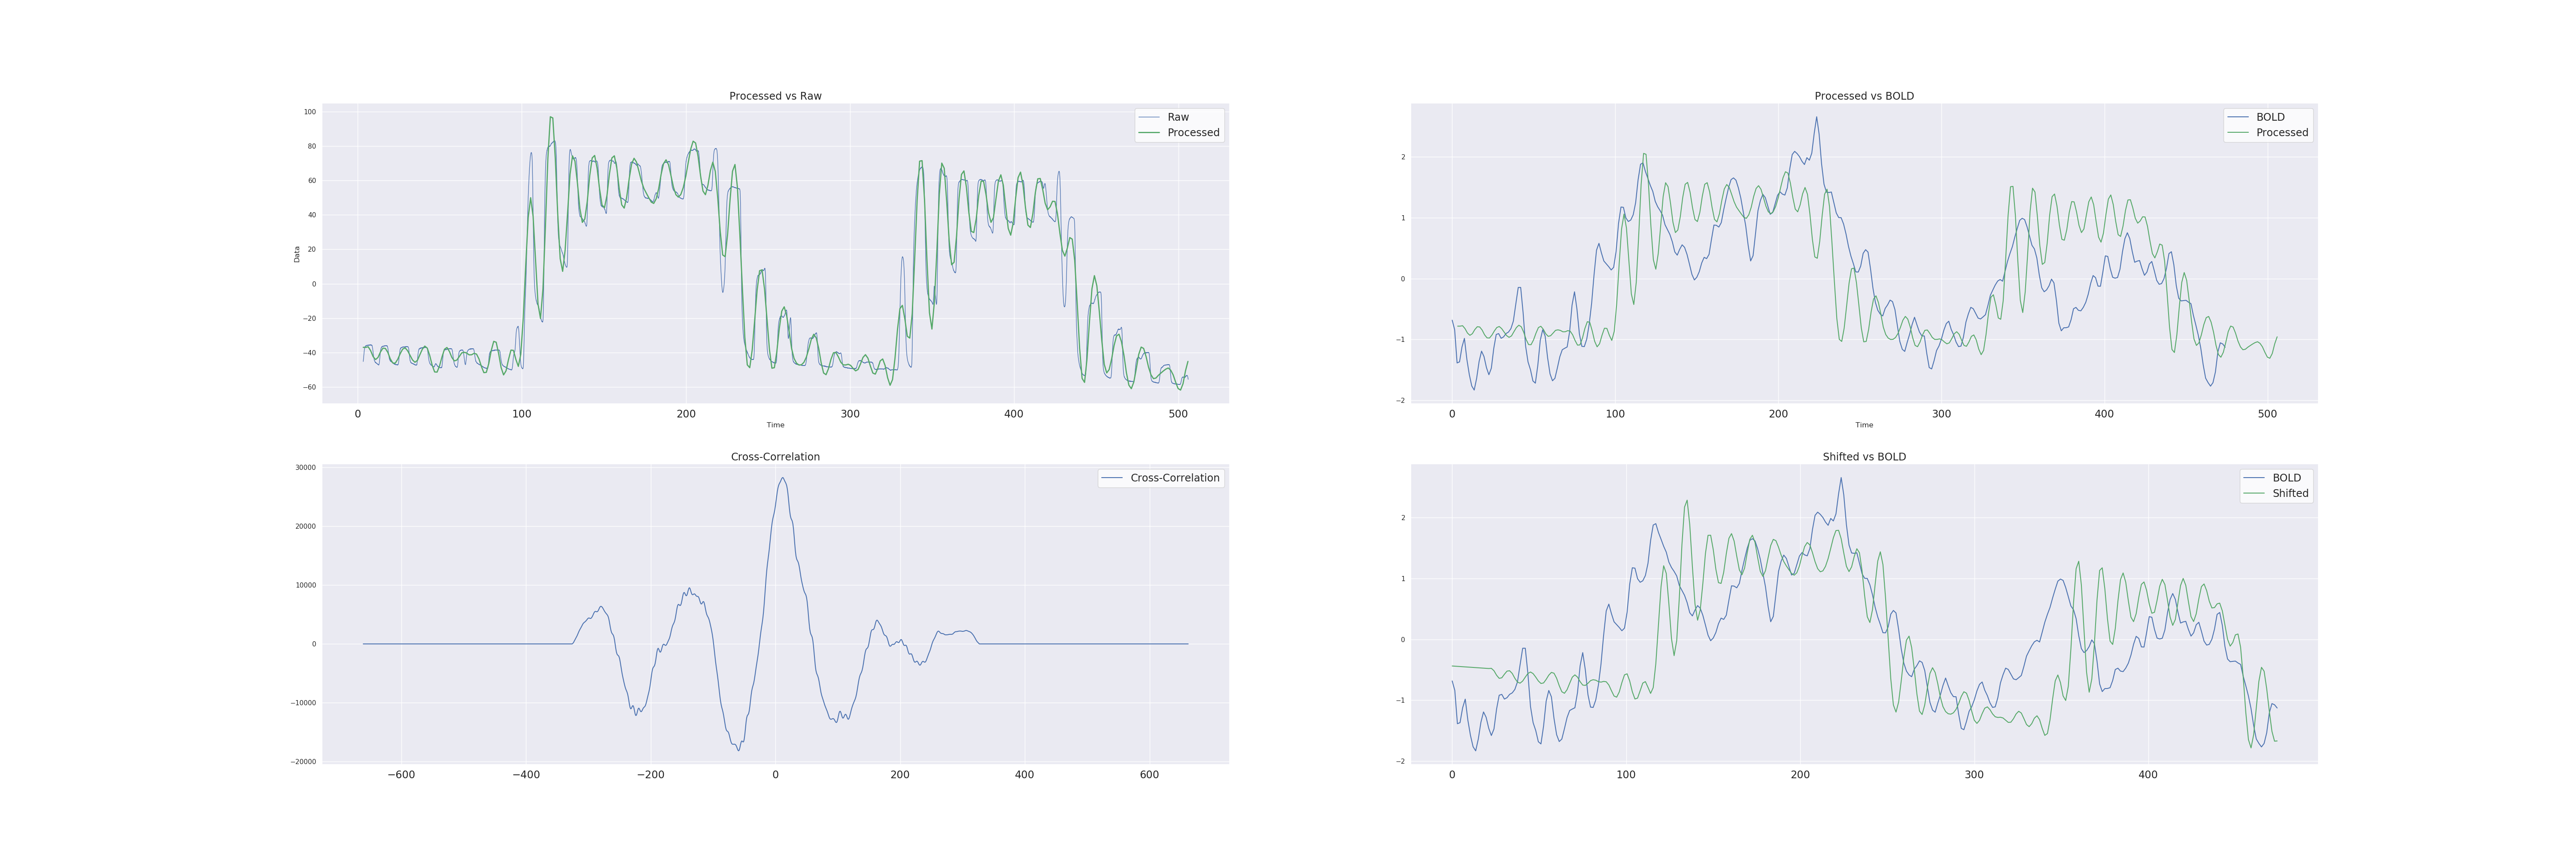 Processed vs Raw
Raw
Processed
100
80
60
40
20
0
−20
−40
−60
Data
0 100 200 300 400 500
Time
Processed vs BOLD
BOLD
Processed
2
1
0
−1
−2
0 100 200 300 400 500
Time
Cross-Correlation
Cross-Correlation
30000
20000
10000
0
−10000
−20000
−600 −400 −200 0 200 400 600
Shifted vs BOLD
BOLD
Shifted
2
1
0
−1
−2
0 100 200 300 400